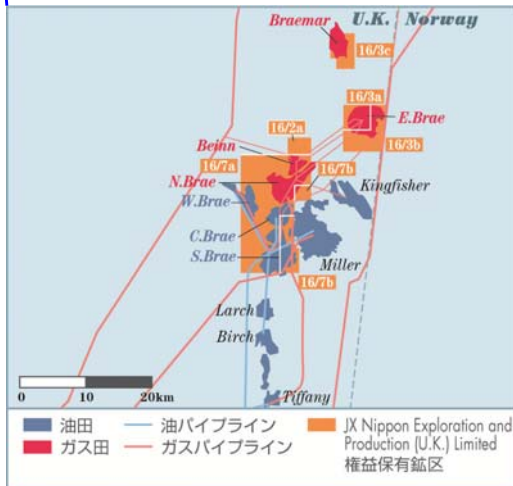 Braemar
U.K.
Norway
16/3c
16/3a
E.Brae
16/2a
Beinn
16/3b
16/7a
16/7b
N.Brae
Kingfisher
W.Brae
C.Brae
S.Brae
Miller
16/7b
Larch
Birch
Tiffany
0 10 20km
油田
油パイプライン
JX Nippon Exploration and
Production (U.K.) Limited
ガス田
ガスパイプライン
権益保有鉱区